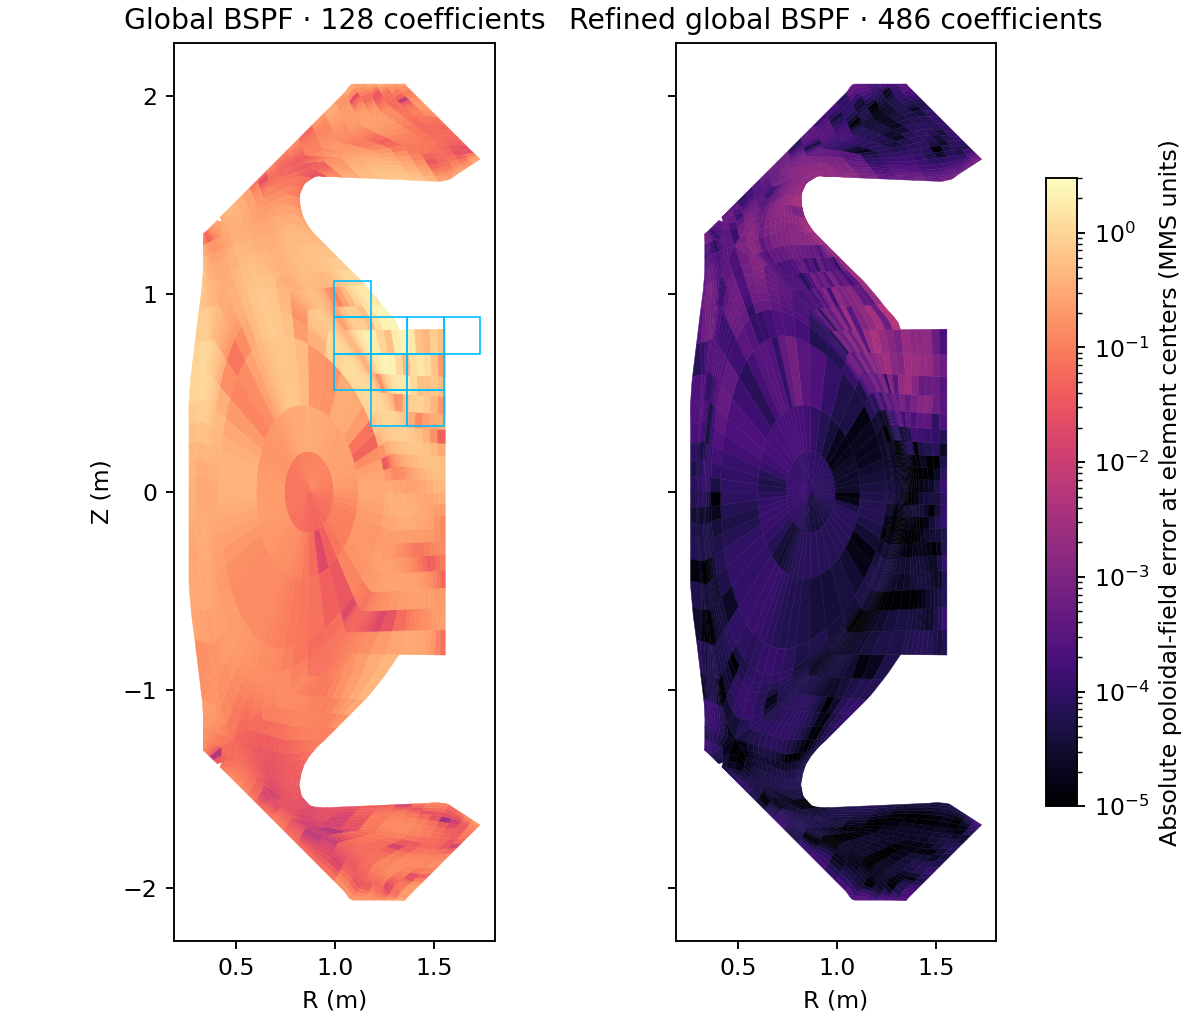 Global BSPF · 128 coefficients
Refined global BSPF · 486 coefficients
2
1
0
−1
−2
Z (m)
0.5
1.0
1.5
R (m)
0.5
1.0
1.5
R (m)
10⁰
10⁻¹
10⁻²
10⁻³
10⁻⁴
10⁻⁵
Absolute poloidal-field error at element centers (MMS units)